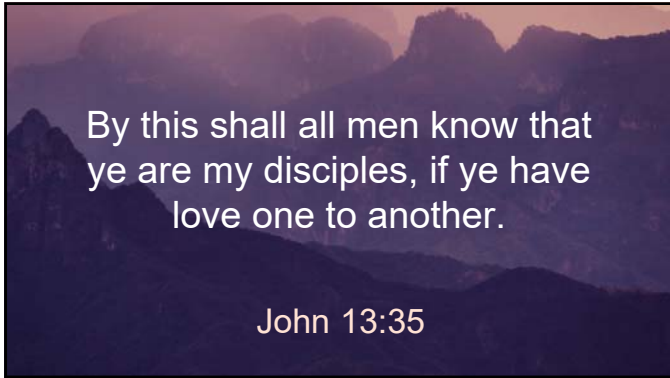 By this shall all men know that
ye are my disciples, if ye have
love one to another.
John 13:35